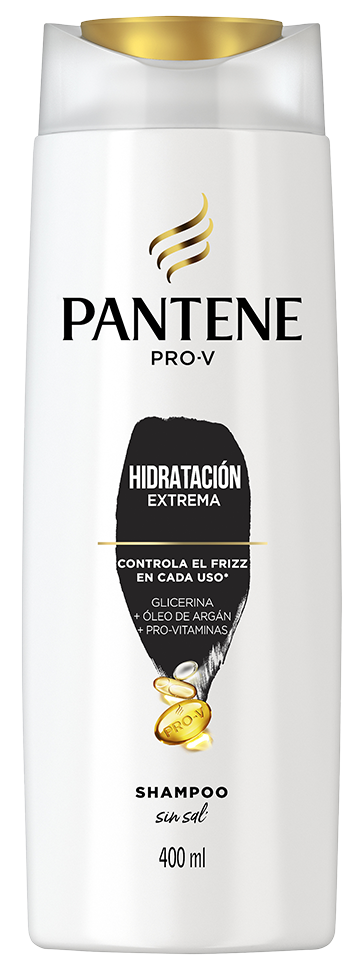 PANTENE
PRO-V
HIDRATACIÓN
EXTREMA
CONTROLA EL FRIZZ
EN CADA USO*
GLICERINA
+ ÓLEO DE ARGÁN
+ PRO-VITAMINAS
PRO-V
SHAMPOO
sin sal*
400 ml